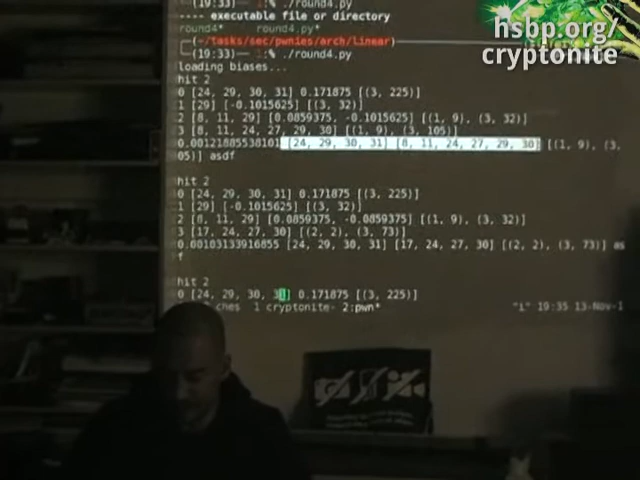 (19:33)
./round4.py
---- executable file or directory
round4* round4.py
(~/tasks/sec/pwnies/arch/linear)
(19:33)-- 1:% ./round4.py
loading biases...
hit 2
0 [24, 29, 30, 31] 0.171875 [(3, 225)]
1 [29] [-0.1015625] [(3, 32)]
2 [8, 11, 29] [0.0859375, -0.1015625] [(1, 9), (3, 32)]
3 [8, 11, 24, 27, 29, 30] [(1, 9), (3, 105)]
0.00121885538101 [24, 29, 30, 31] [8, 11, 24, 27, 29, 30] [(1, 9), (3,
05)] asdf
hit 2
0 [24, 29, 30, 31] 0.171875 [(3, 225)]
1 [29] [-0.1015625] [(3, 32)]
2 [8, 11, 29] [0.0859375, -0.0859375] [(1, 9), (3, 32)]
3 [17, 24, 27, 30] [(2, 2), (3, 73)]
0.00103133916855 [24, 29, 30, 31] [17, 24, 27, 30] [(2, 2), (3, 73)] as
f
hit 2
0 [24, 29, 30, 31] 0.171875 [(3, 225)]
ches 1 cryptonite- 2:pwn* "i" 19:35 13-Nov-1
hsbp.org/
cryptonite